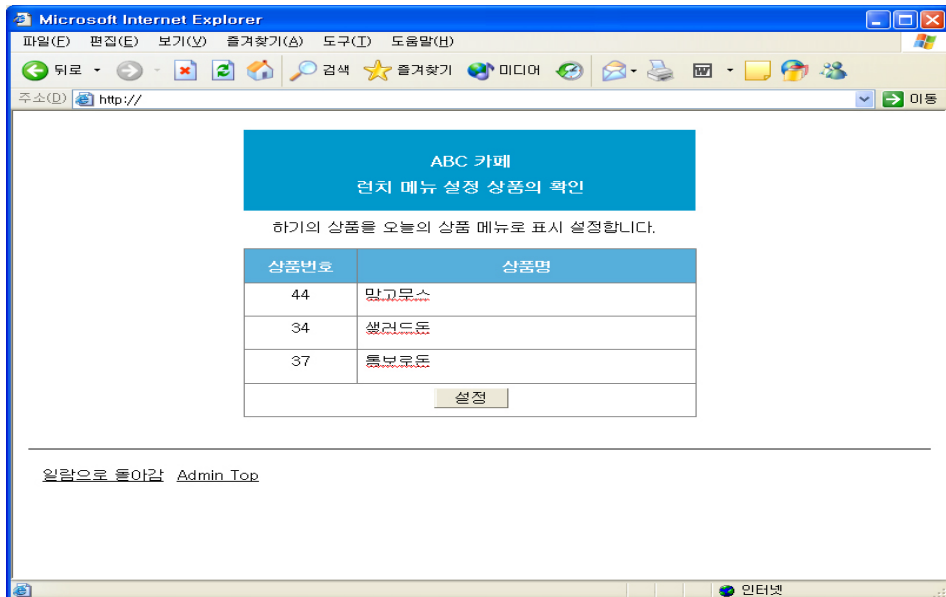 Microsoft Internet Explorer
파일(F) 편집(E) 보기(V) 즐겨찾기(A) 도구(T) 도움말(H)
뒤로 검색 즐겨찾기 미디어
주소(D) http:// 이동
ABC 카페
런치 메뉴 설정 상품의 확인
하기의 상품을 오늘의 상품 메뉴로 표시 설정합니다.
상품번호 상품명
44 망고무스
34 샐러드돈
37 톰보로돈
설정
일람으로 돌아감 Admin Top
인터넷